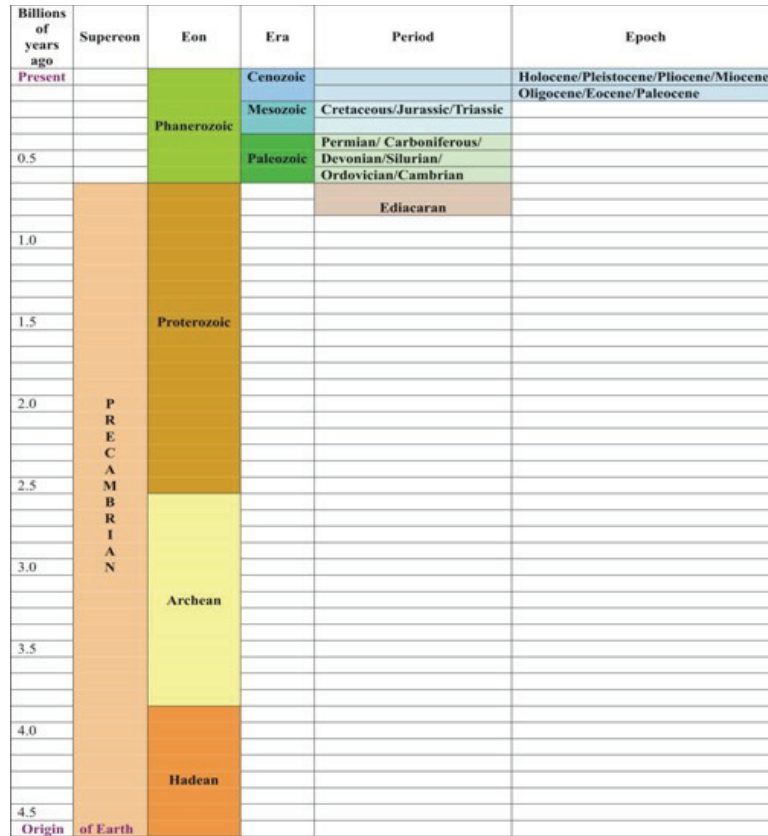 Billions of years ago
Supereon
Eon
Era
Period
Epoch
Present
Cenozoic
Holocene/Pleistocene/Pliocene/Miocene
Oligocene/Eocene/Paleocene
Mesozoic
Cretaceous/Jurassic/Triassic
Phanerozoic
Permian/ Carboniferous/
0.5
Paleozoic
Devonian/Silurian/
Ordovician/Cambrian
Ediacaran
1.0
1.5
Proterozoic
2.0
PRECAMBRIAN
2.5
3.0
Archean
3.5
4.0
Hadean
4.5
Origin of Earth